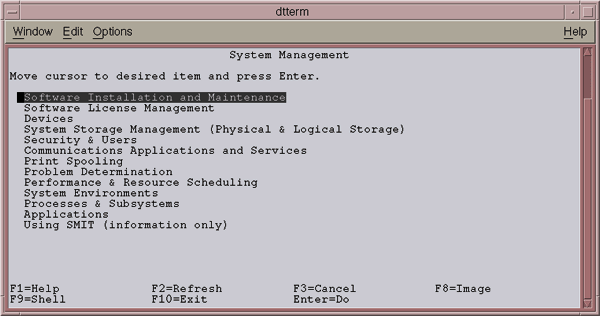 dtterm
Window Edit Options Help
System Management
Move cursor to desired item and press Enter.
Software Installation and Maintenance
Software License Management
Devices
System Storage Management (Physical & Logical Storage)
Security & Users
Communications Applications and Services
Print Spooling
Problem Determination
Performance & Resource Scheduling
System Environments
Processes & Subsystems
Applications
Using SMIT (information only)
F1=Help F2=Refresh F3=Cancel F8=Image
F9=Shell F10=Exit Enter=Do